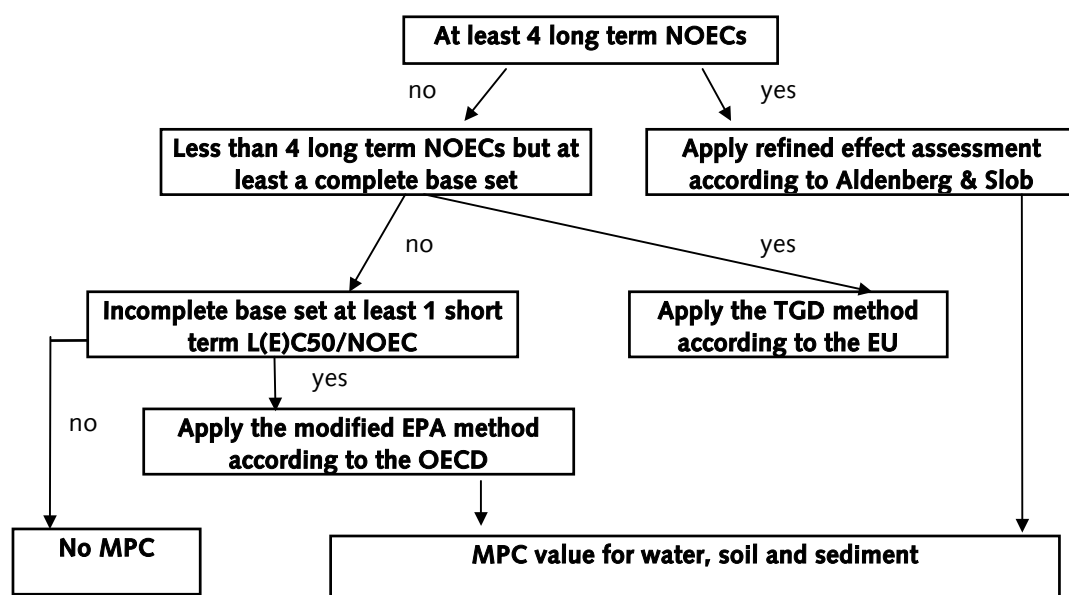 At least 4 long term NOECs
no
yes
Less than 4 long term NOECs but at
least a complete base set
Apply refined effect assessment
according to Aldenberg & Slob
no
yes
Incomplete base set at least 1 short
term L(E)C50/NOEC
Apply the TGD method
according to the EU
yes
no
Apply the modified EPA method
according to the OECD
No MPC
MPC value for water, soil and sediment